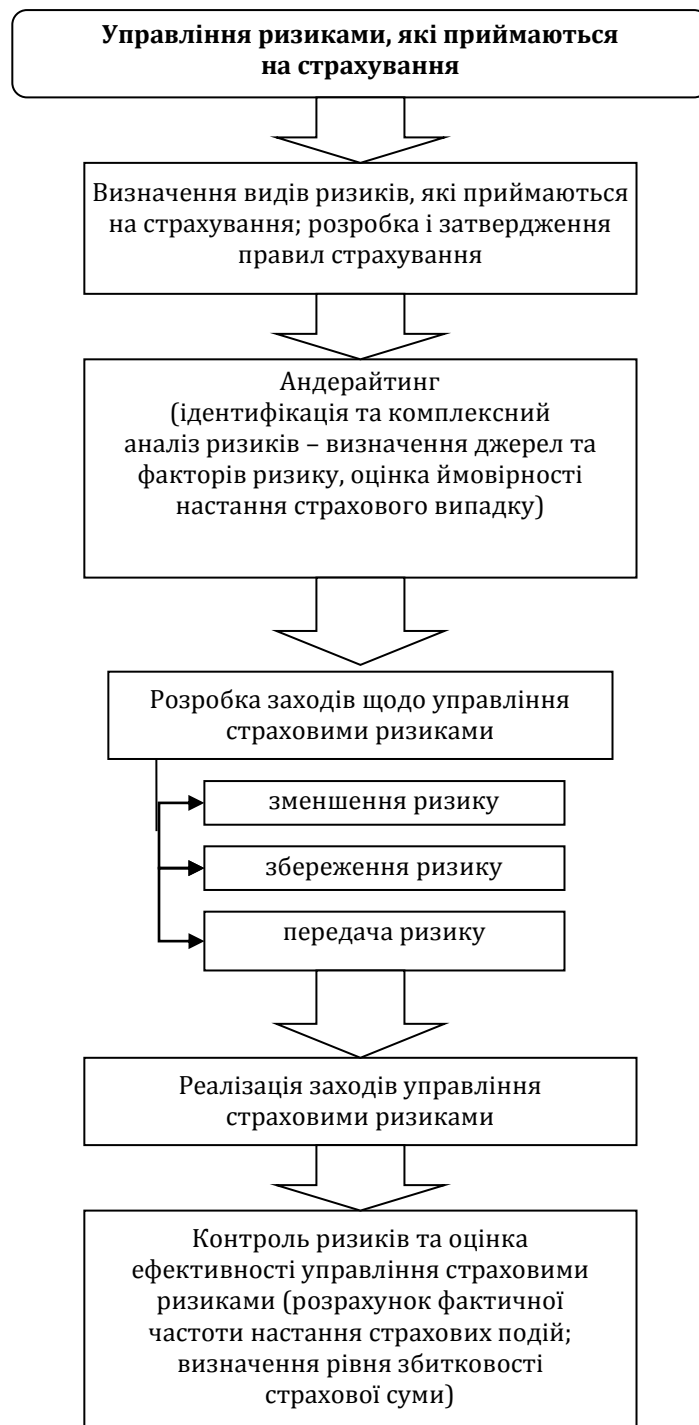 Управління ризиками, які приймаються
на страхування
Визначення видів ризиків, які приймаються
на страхування; розробка і затвердження
правил страхування
Андерайтинг
(ідентифікація та комплексний
аналіз ризиків – визначення джерел та
факторів ризику, оцінка ймовірності
настання страхового випадку)
Розробка заходів щодо управління
страховими ризиками
зменшення ризику
збереження ризику
передача ризику
Реалізація заходів управління
страховими ризиками
Контроль ризиків та оцінка
ефективності управління страховими
ризиками (розрахунок фактичної
частоти настання страхових подій;
визначення рівня збитковості
страхової суми)